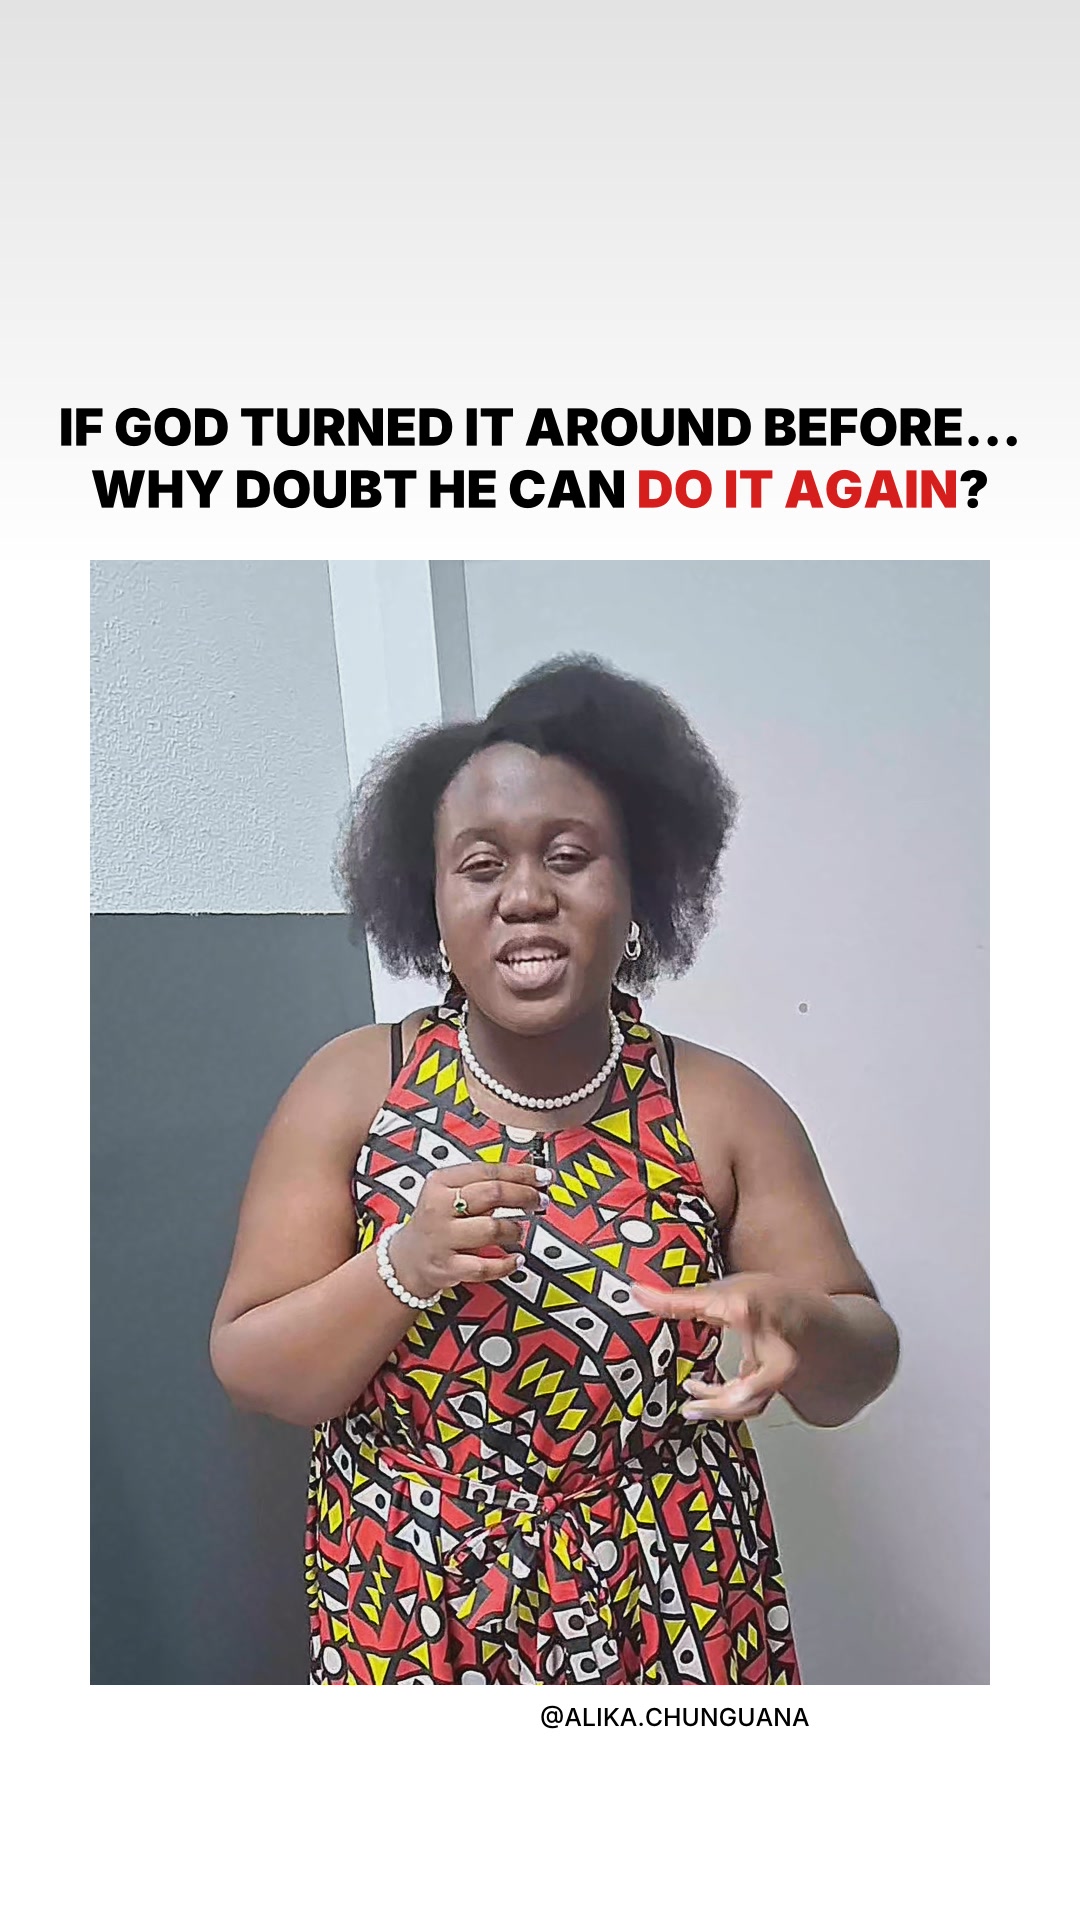 IF GOD TURNED IT AROUND BEFORE...
WHY DOUBT HE CAN DO IT AGAIN?
@ALIKA.CHUNGUANA